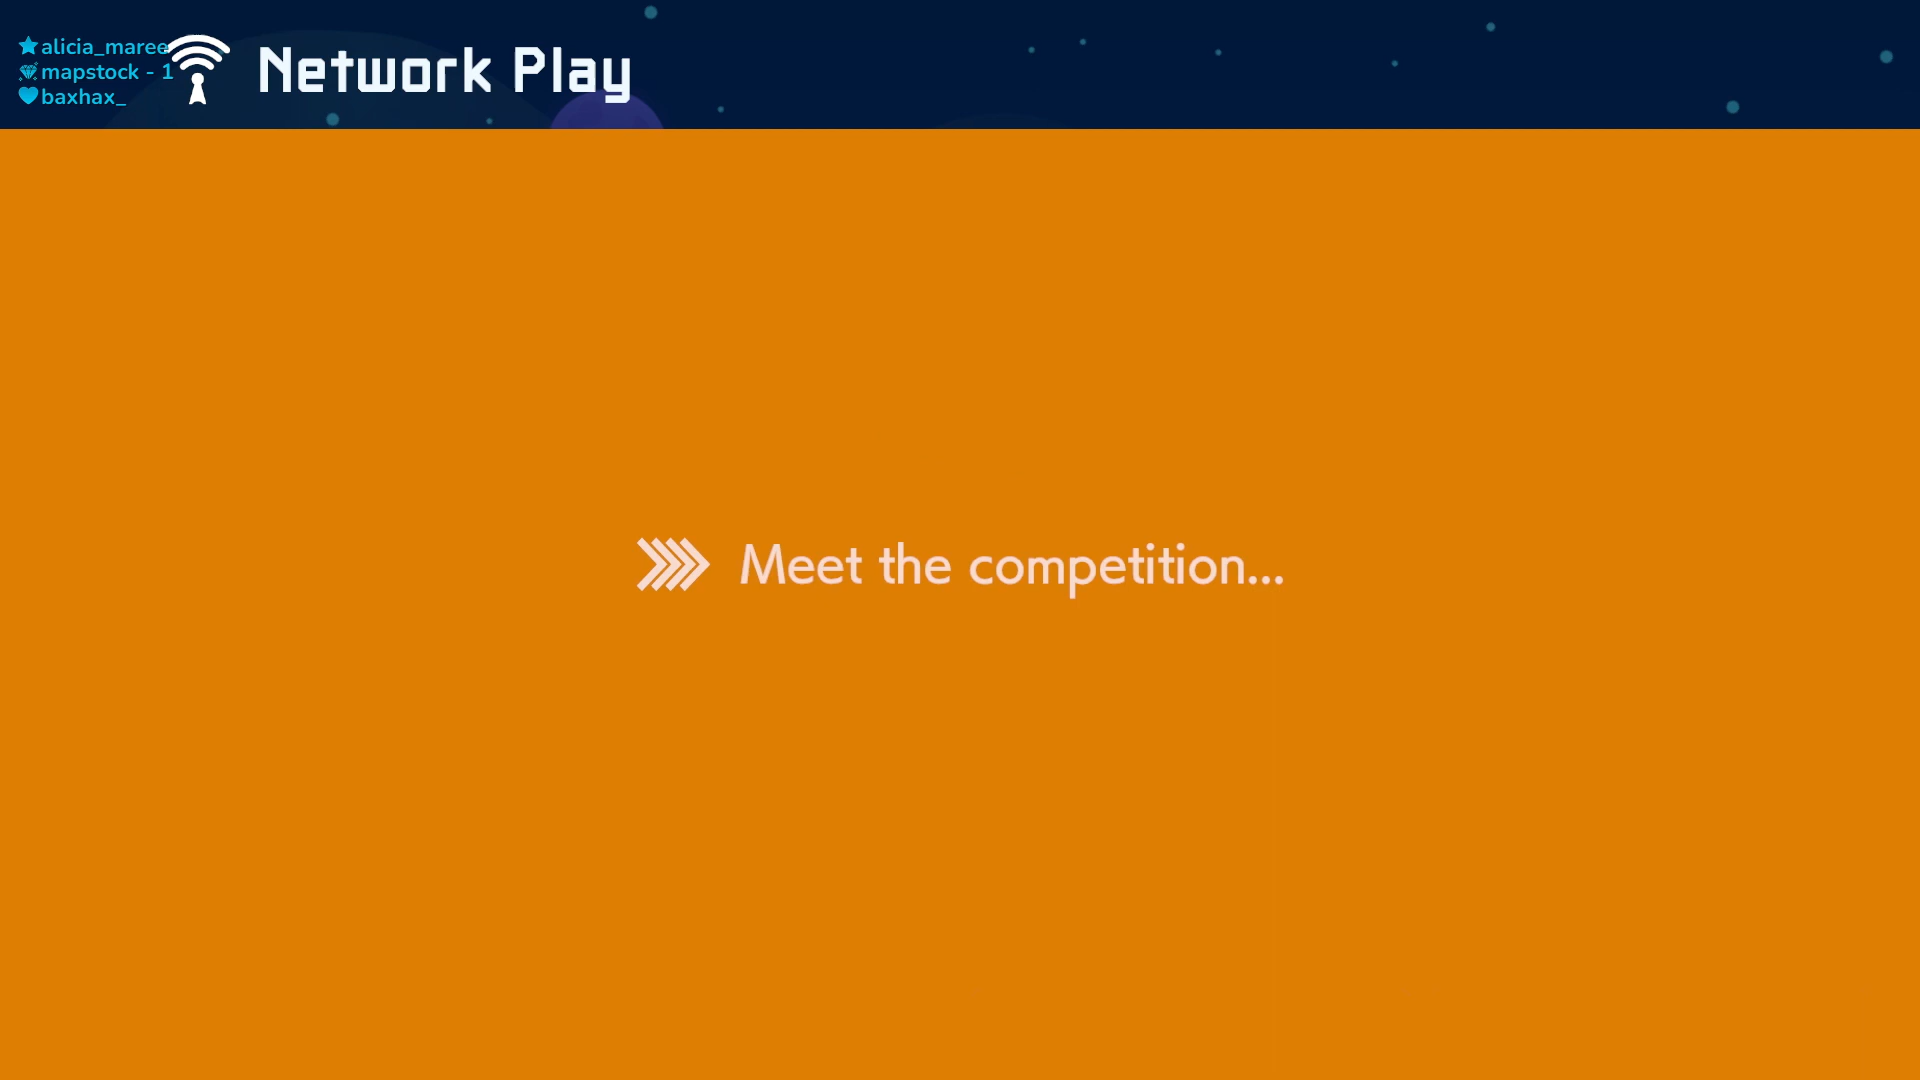 alicia_maree
mapstock - 1
baxhax_
Network Play
Meet the competition...